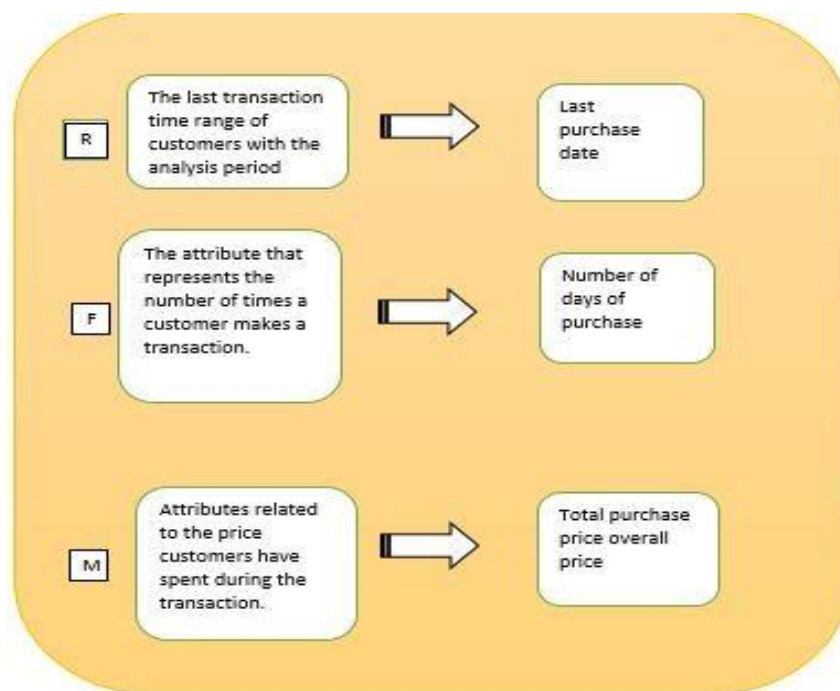 R
The last transaction
time range of
customers with the
analysis period
Last
purchase
date
F
The attribute that
represents the
number of times a
customer makes a
transaction.
Number of
days of
purchase
M
Attributes related
to the price
customers have
spent during the
transaction.
Total purchase
price overall
price